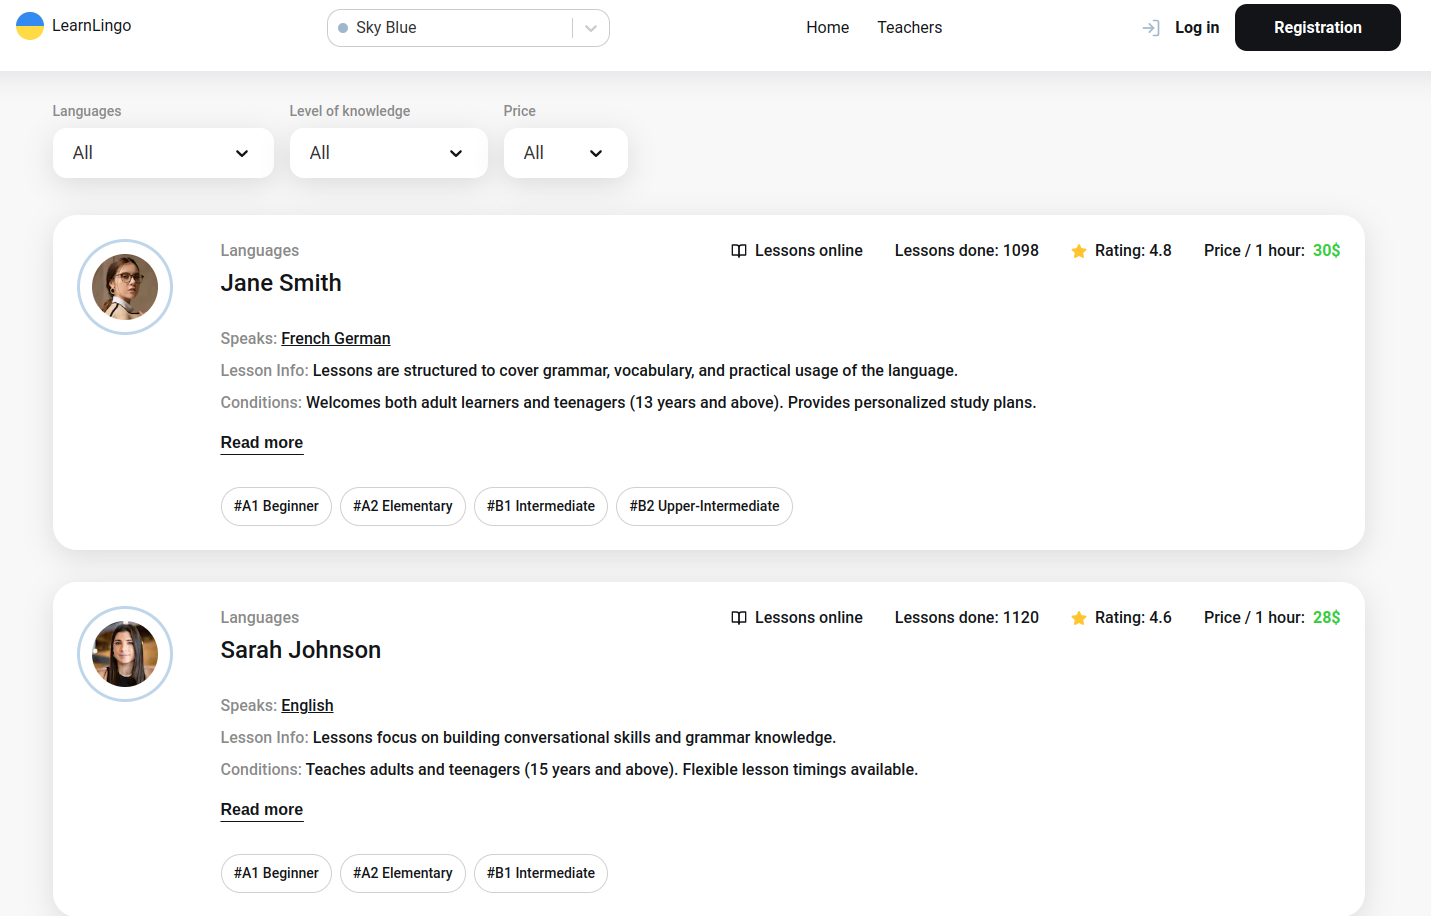 LearnLingo
Sky Blue
Home
Teachers
Log in
Registration
Languages
Level of knowledge
Price
All
All
All
Languages
Lessons online
Lessons done: 1098
Rating: 4.8
Price / 1 hour: 30$
Jane Smith
Speaks: French German
Lesson Info: Lessons are structured to cover grammar, vocabulary, and practical usage of the language.
Conditions: Welcomes both adult learners and teenagers (13 years and above). Provides personalized study plans.
Read more
#A1 Beginner
#A2 Elementary
#B1 Intermediate
#B2 Upper-Intermediate
Languages
Lessons online
Lessons done: 1120
Rating: 4.6
Price / 1 hour: 28$
Sarah Johnson
Speaks: English
Lesson Info: Lessons focus on building conversational skills and grammar knowledge.
Conditions: Teaches adults and teenagers (15 years and above). Flexible lesson timings available.
Read more
#A1 Beginner
#A2 Elementary
#B1 Intermediate